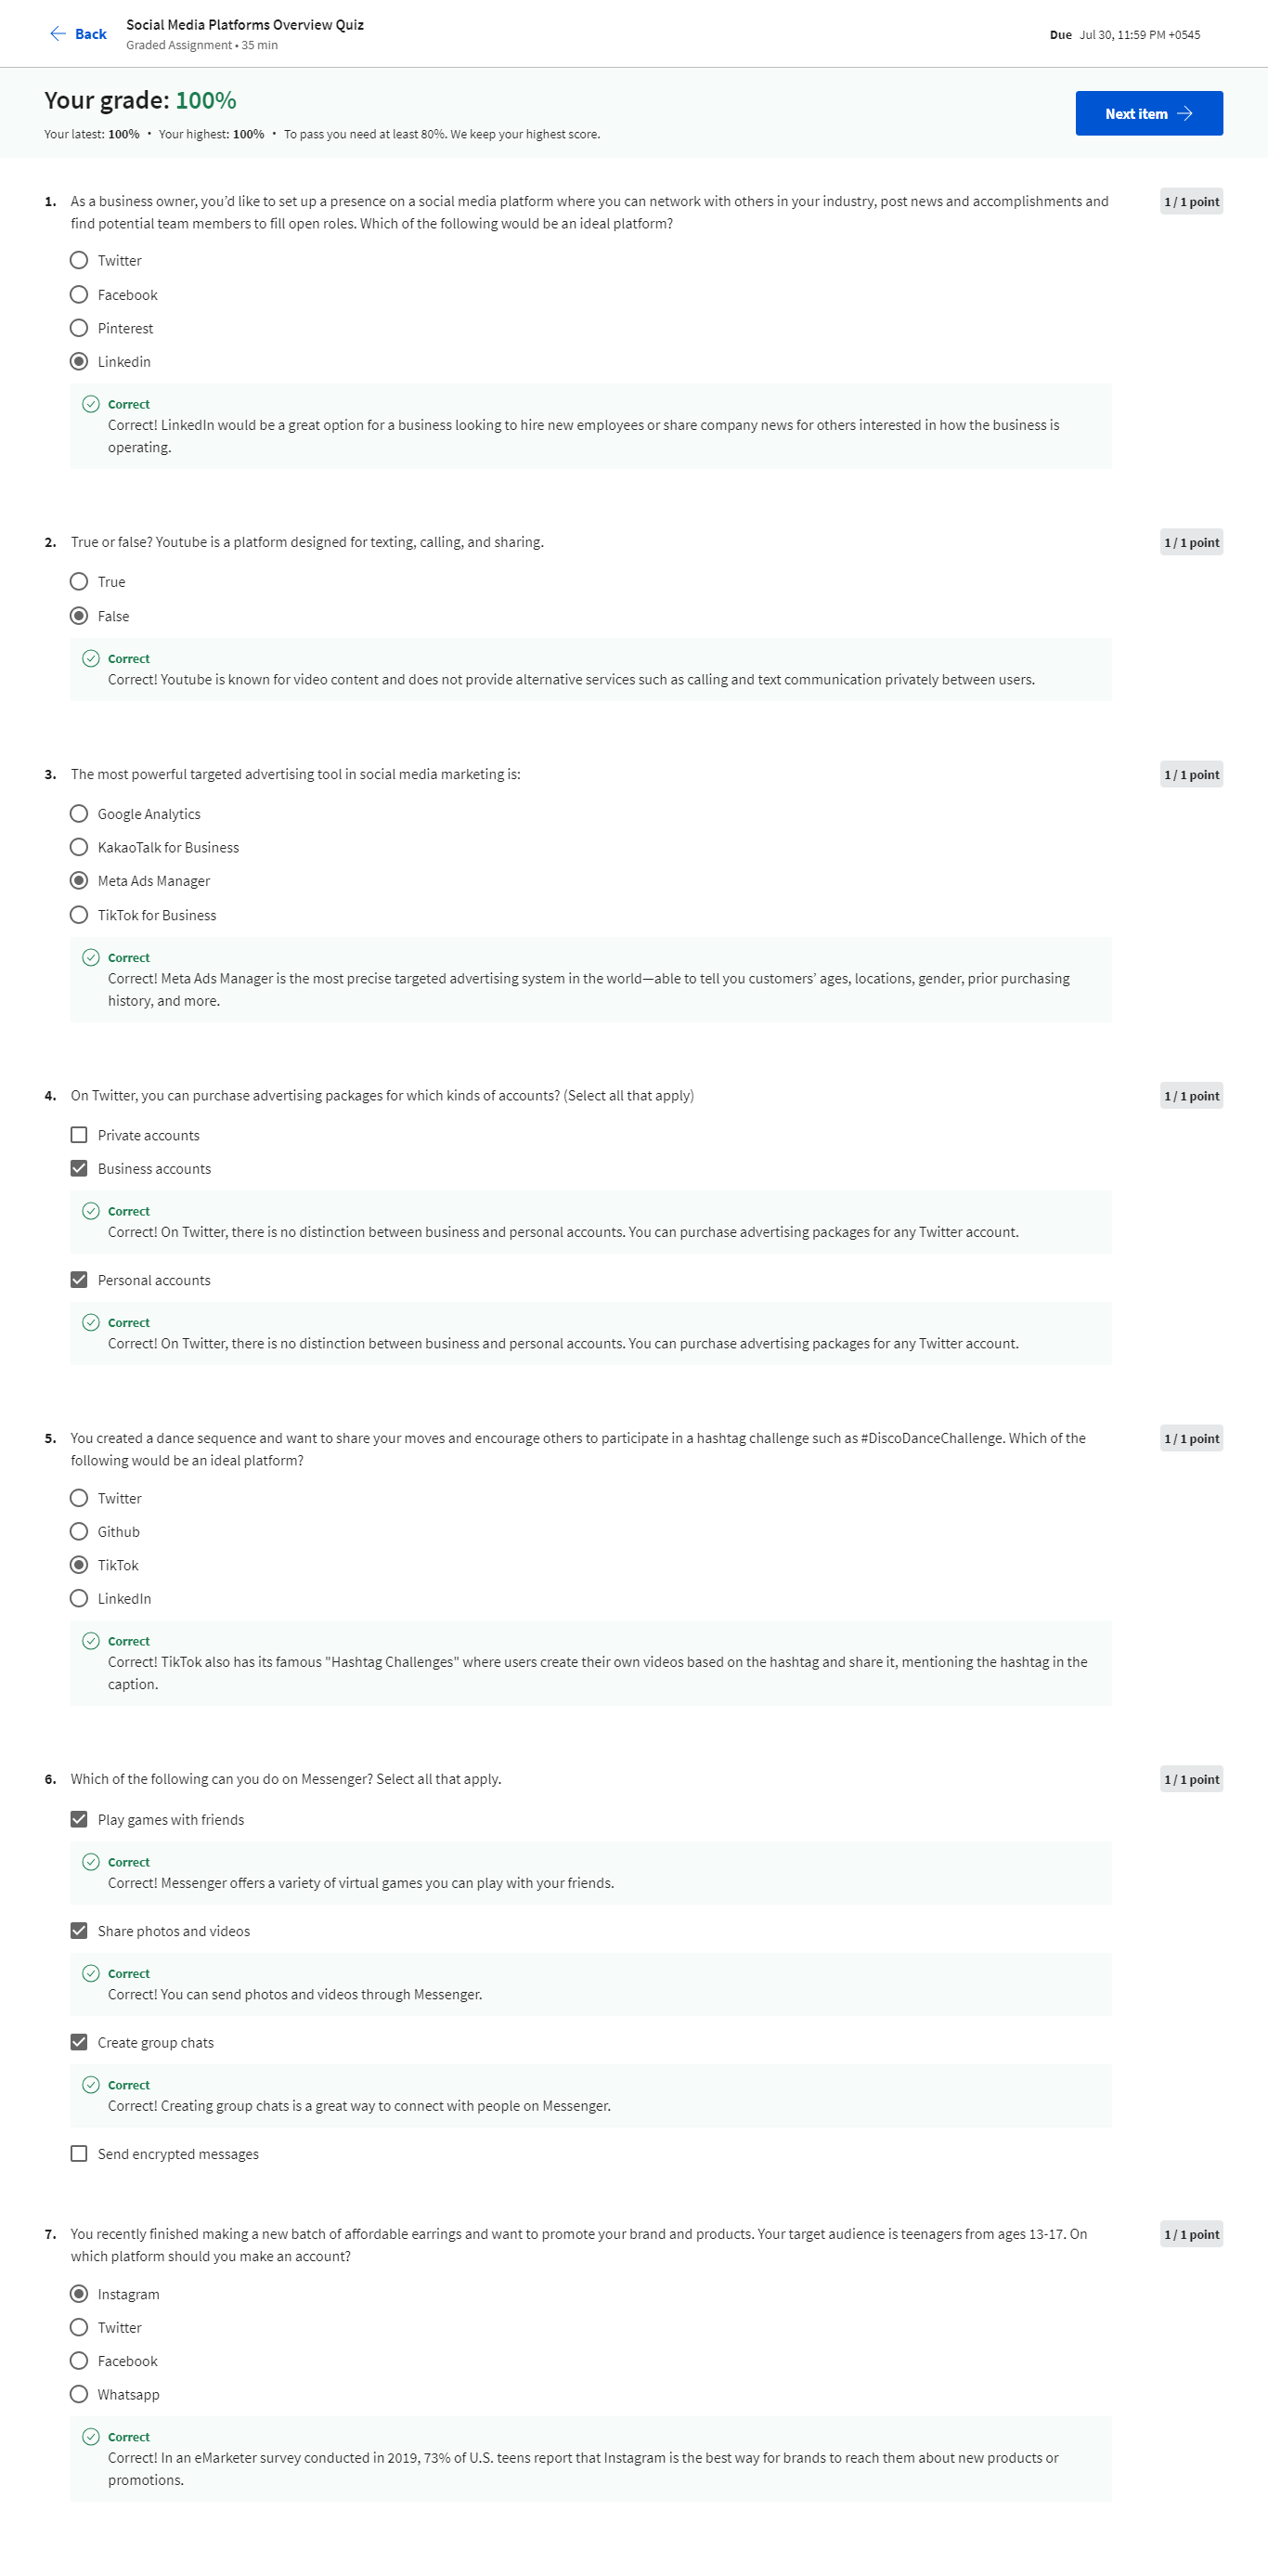 Back
Social Media Platforms Overview Quiz
Graded Assignment • 35 min
Due Jul 30, 11:59 PM +0545
Your grade: 100%
Your latest: 100% • Your highest: 100% • To pass you need at least 80%. We keep your highest score.
Next item
1. As a business owner, you’d like to set up a presence on a social media platform where you can network with others in your industry, post news and accomplishments and
find potential team members to fill open roles. Which of the following would be an ideal platform?
1 / 1 point
Twitter
Facebook
Pinterest
Linkedin
Correct
Correct! LinkedIn would be a great option for a business looking to hire new employees or share company news for others interested in how the business is
operating.
2. True or false? Youtube is a platform designed for texting, calling, and sharing.
1 / 1 point
True
False
Correct
Correct! Youtube is known for video content and does not provide alternative services such as calling and text communication privately between users.
3. The most powerful targeted advertising tool in social media marketing is:
1 / 1 point
Google Analytics
KakaoTalk for Business
Meta Ads Manager
TikTok for Business
Correct
Correct! Meta Ads Manager is the most precise targeted advertising system in the world—able to tell you customers’ ages, locations, gender, prior purchasing
history, and more.
4. On Twitter, you can purchase advertising packages for which kinds of accounts? (Select all that apply)
1 / 1 point
Private accounts
Business accounts
Correct
Correct! On Twitter, there is no distinction between business and personal accounts. You can purchase advertising packages for any Twitter account.
Personal accounts
Correct
Correct! On Twitter, there is no distinction between business and personal accounts. You can purchase advertising packages for any Twitter account.
5. You created a dance sequence and want to share your moves and encourage others to participate in a hashtag challenge such as #DiscoDanceChallenge. Which of the
following would be an ideal platform?
1 / 1 point
Twitter
Github
TikTok
LinkedIn
Correct
Correct! TikTok also has its famous "Hashtag Challenges" where users create their own videos based on the hashtag and share it, mentioning the hashtag in the
caption.
6. Which of the following can you do on Messenger? Select all that apply.
1 / 1 point
Play games with friends
Correct
Correct! Messenger offers a variety of virtual games you can play with your friends.
Share photos and videos
Correct
Correct! You can send photos and videos through Messenger.
Create group chats
Correct
Correct! Creating group chats is a great way to connect with people on Messenger.
Send encrypted messages
7. You recently finished making a new batch of affordable earrings and want to promote your brand and products. Your target audience is teenagers from ages 13-17. On
which platform should you make an account?
1 / 1 point
Instagram
Twitter
Facebook
Whatsapp
Correct
Correct! In an eMarketer survey conducted in 2019, 73% of U.S. teens report that Instagram is the best way for brands to reach them about new products or
promotions.